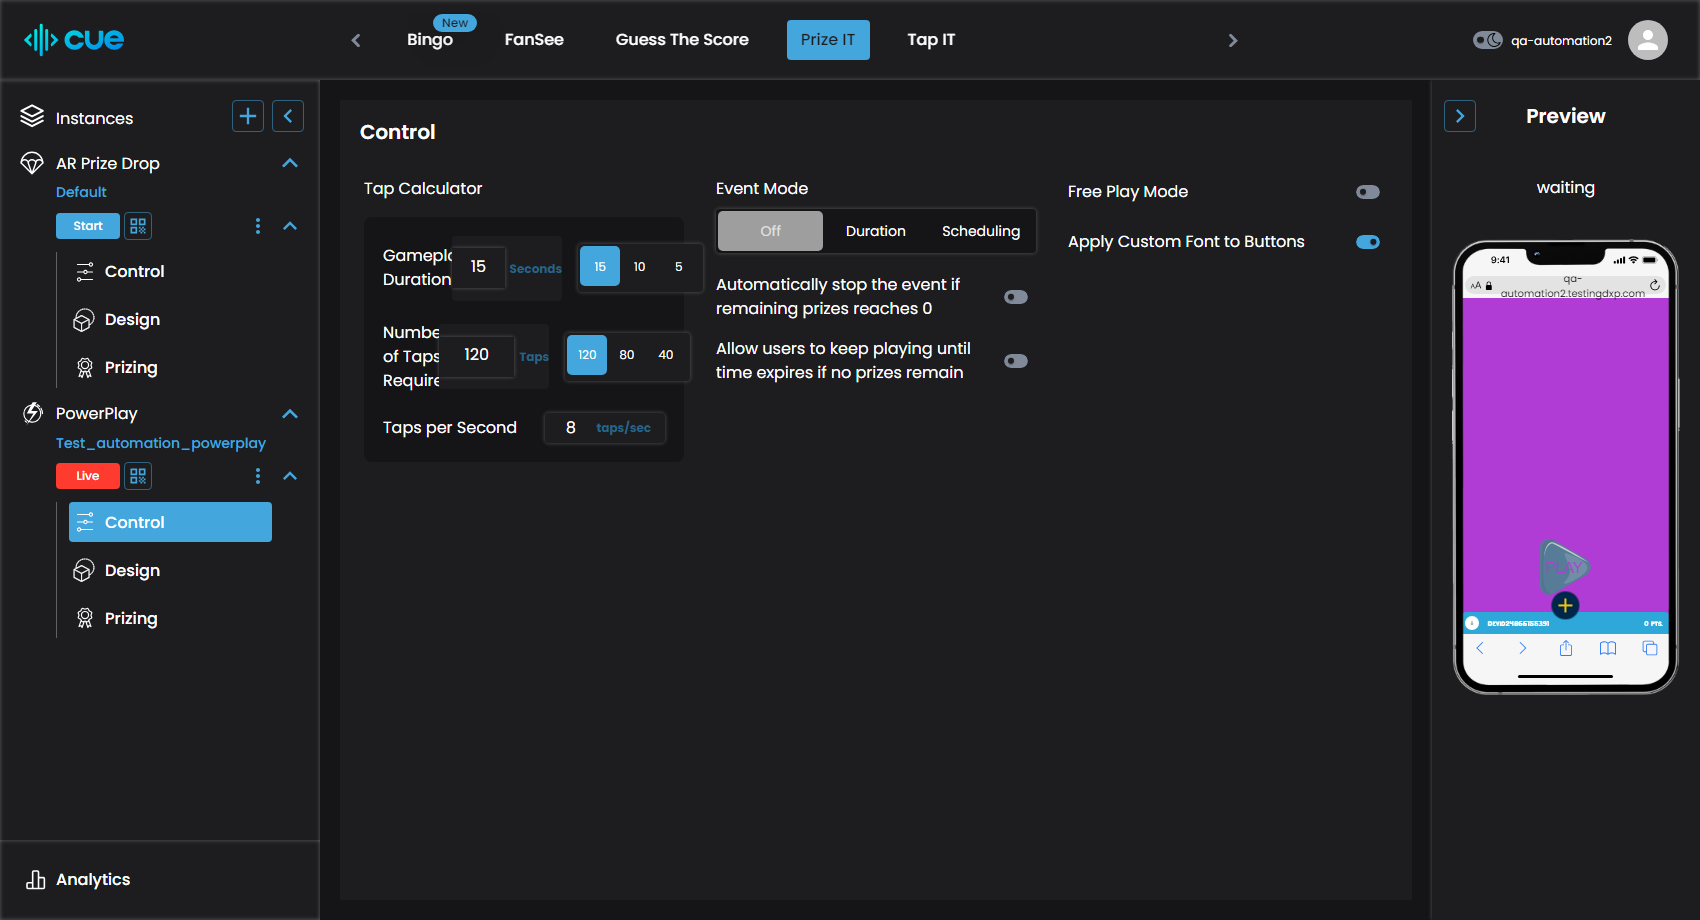 cue
New
Bingo
FanSee
Guess The Score
Prize IT
Tap IT
qa-automation2
Instances
AR Prize Drop
Default
Start
Control
Design
Prizing
PowerPlay
Test_automation_powerplay
Live
Control
Design
Prizing
Analytics
Control
Tap Calculator
Gamepla
Duration
15
Seconds
15
10
5
Numbe
of Taps
Require
120
Taps
120
80
40
Taps per Second
8
taps/sec
Event Mode
Off
Duration
Scheduling
Automatically stop the event if
remaining prizes reaches 0
Allow users to keep playing until
time expires if no prizes remain
Free Play Mode
Apply Custom Font to Buttons
Preview
waiting
9:41
AA
qa-
automation2.testingdxp.com
PLAY
0 PTS.